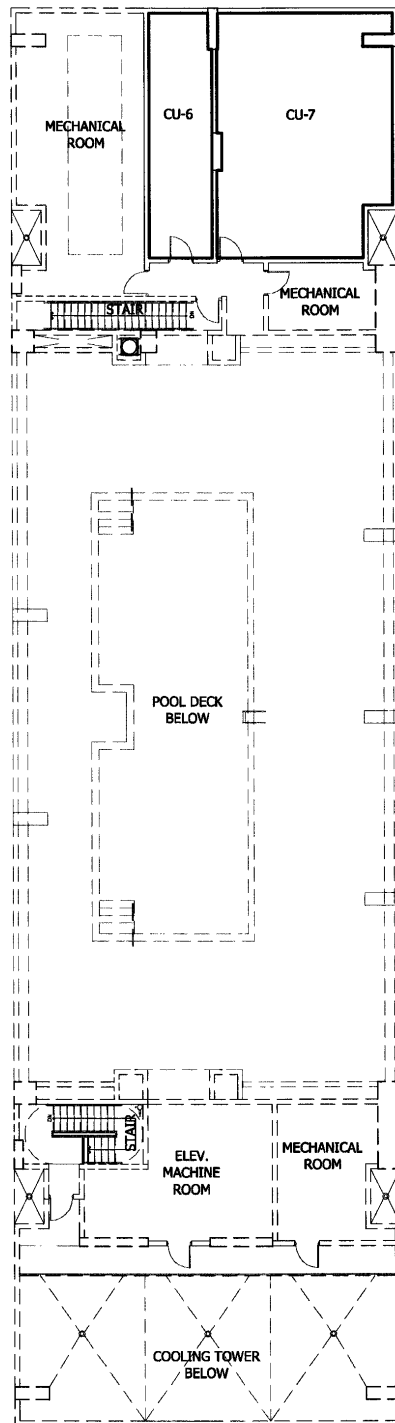 MECHANICAL
ROOM
CU-6
CU-7
MECHANICAL
ROOM
STAIR
POOL DECK
BELOW
STAIR
ELEV.
MACHINE
ROOM
MECHANICAL
ROOM
COOLING TOWER
BELOW